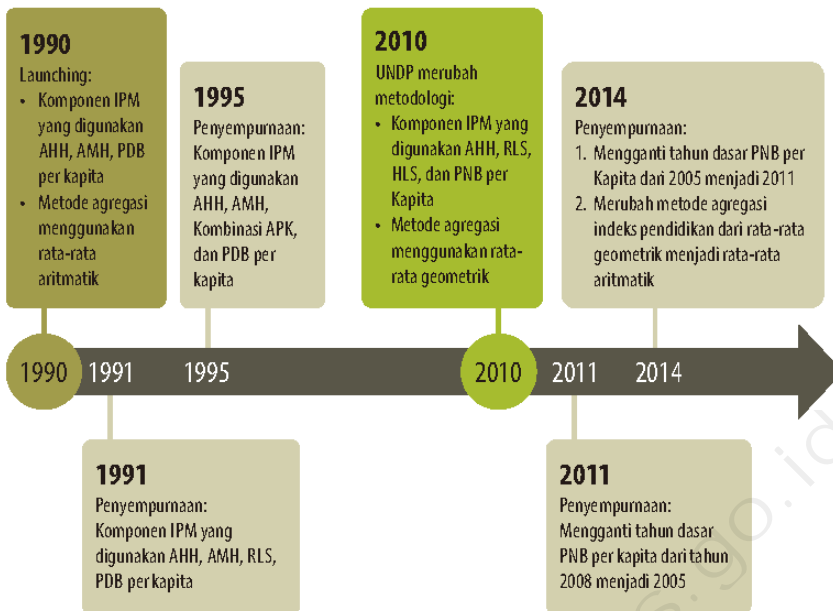 1990
Launching:
• Komponen IPM
yang digunakan
AHH, AMH, PDB
per kapita
• Metode agregasi
menggunakan
rata-rata
aritmatik
1995
Penyempurnaan:
Komponen IPM
yang digunakan
AHH, AMH,
Kombinasi APK,
dan PDB per
kapita
2010
UNDP merubah
metodologi:
• Komponen IPM yang
digunakan AHH, RLS,
HLS, dan PNB per
Kapita
• Metode agregasi
menggunakan rata-
rata geometrik
2014
Penyempurnaan:
1. Mengganti tahun dasar PNB per
Kapita dari 2005 menjadi 2011
2. Merubah metode agregasi
indeks pendidikan dari rata-rata
geometrik menjadi rata-rata
aritmatik
1990 1991 1995 2010 2011 2014
1991
Penyempurnaan:
Komponen IPM yang
digunakan AHH, AMH, RLS,
PDB per kapita
2011
Penyempurnaan:
Mengganti tahun dasar
PNB per kapita dari tahun
2008 menjadi 2005
s.go.id